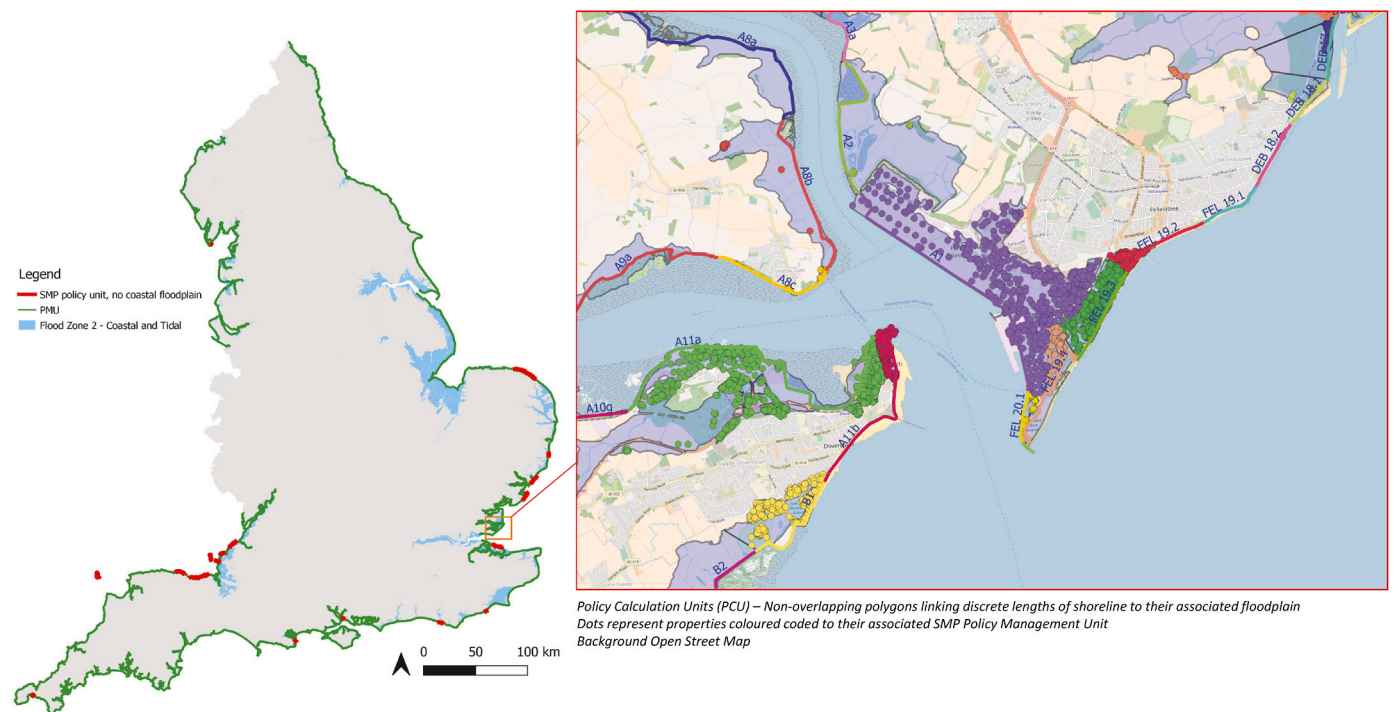 Legend
SMP policy unit, no coastal floodplain
PMU
Flood Zone 2 - Coastal and Tidal
0 50 100 km
A8a
A3a
A2
A8b
A9a
A8c
A1
A11a
A10g
A11b
B1
B2
DEB 17
DEB 18.1
DEB 18.2
FEL 19.1
FEL 19.2
FEL 19.3
FEL 19.4
FEL 20.1
Felixstowe
Policy Calculation Units (PCU) – Non-overlapping polygons linking discrete lengths of shoreline to their associated floodplain
Dots represent properties coloured coded to their associated SMP Policy Management Unit
Background Open Street Map